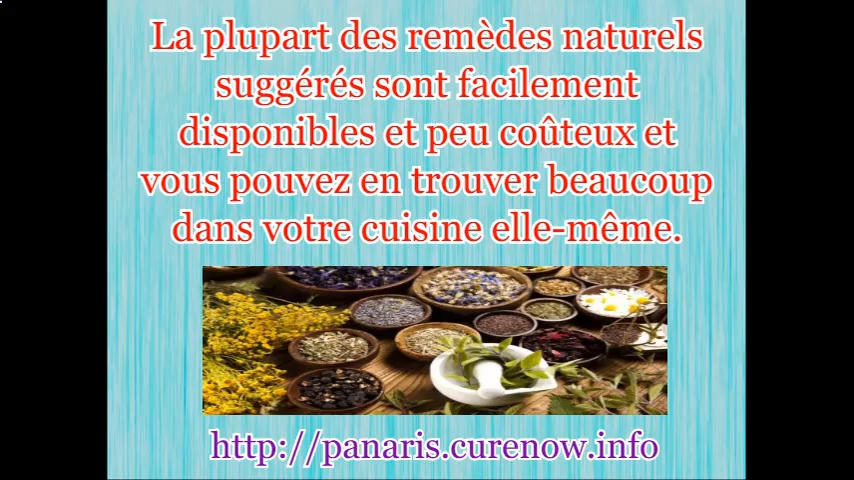 La plupart des remèdes naturels
suggérés sont facilement
disponibles et peu coûteux et
vous pouvez en trouver beaucoup
dans votre cuisine elle-même.
http://panaris.curenow.info